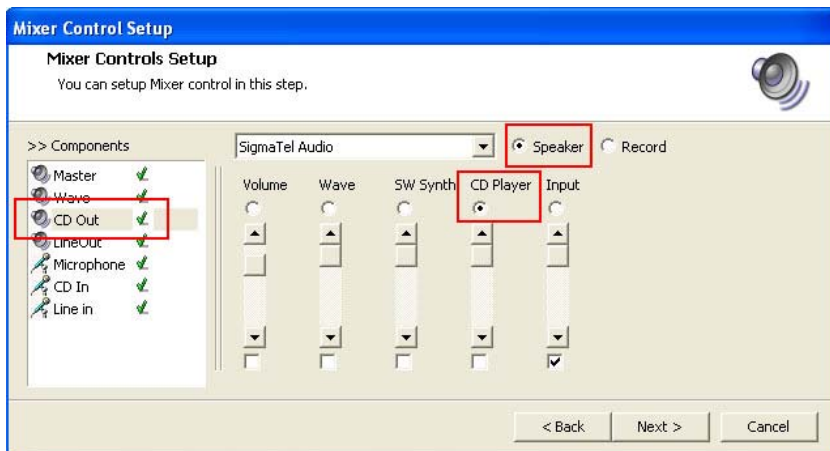 Mixer Control Setup
Mixer Controls Setup
You can setup Mixer control in this step.
>> Components
SigmaTel Audio
Speaker
Record
Master
Wave
CD Out
LineOut
Microphone
CD In
Line in
Volume
Wave
SW Synth
CD Player
Input
< Back
Next >
Cancel